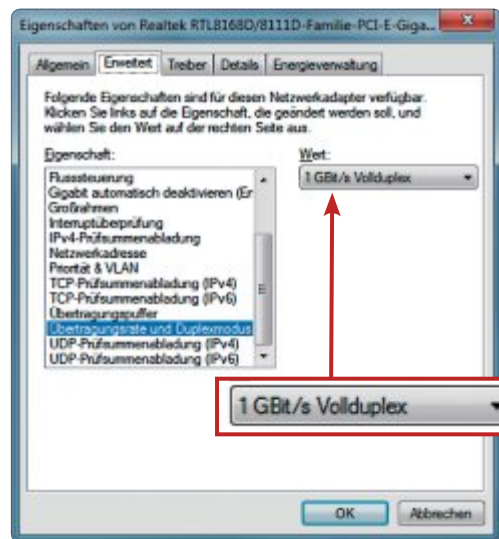 Eigenschaften von Realtek RTL8168D/8111D-Familie-PCI-E-Giga...
Allgemein Erweitert Treiber Details Energieverwaltung
Folgende Eigenschaften sind für diesen Netzwerkadapter verfügbar.
Klicken Sie links auf die Eigenschaft, die geändert werden soll, und
wählen Sie den Wert auf der rechten Seite aus.
Eigenschaft: Wert:
Flusssteuerung 1 GBit/s Vollduplex
Gigabit automatisch deaktivieren (Er
Großrahmen
Interruptüberprüfung
IPv4-Prüfsummenabladung
Netzwerkadresse
Priorität & VLAN
TCP-Prüfsummenabladung (IPv4)
TCP-Prüfsummenabladung (IPv6)
Übertragungspuffer
Übertragungsrate und Duplexmodus
UDP-Prüfsummenabladung (IPv4)
UDP-Prüfsummenabladung (IPv6)
1 GBit/s Vollduplex
OK Abbrechen